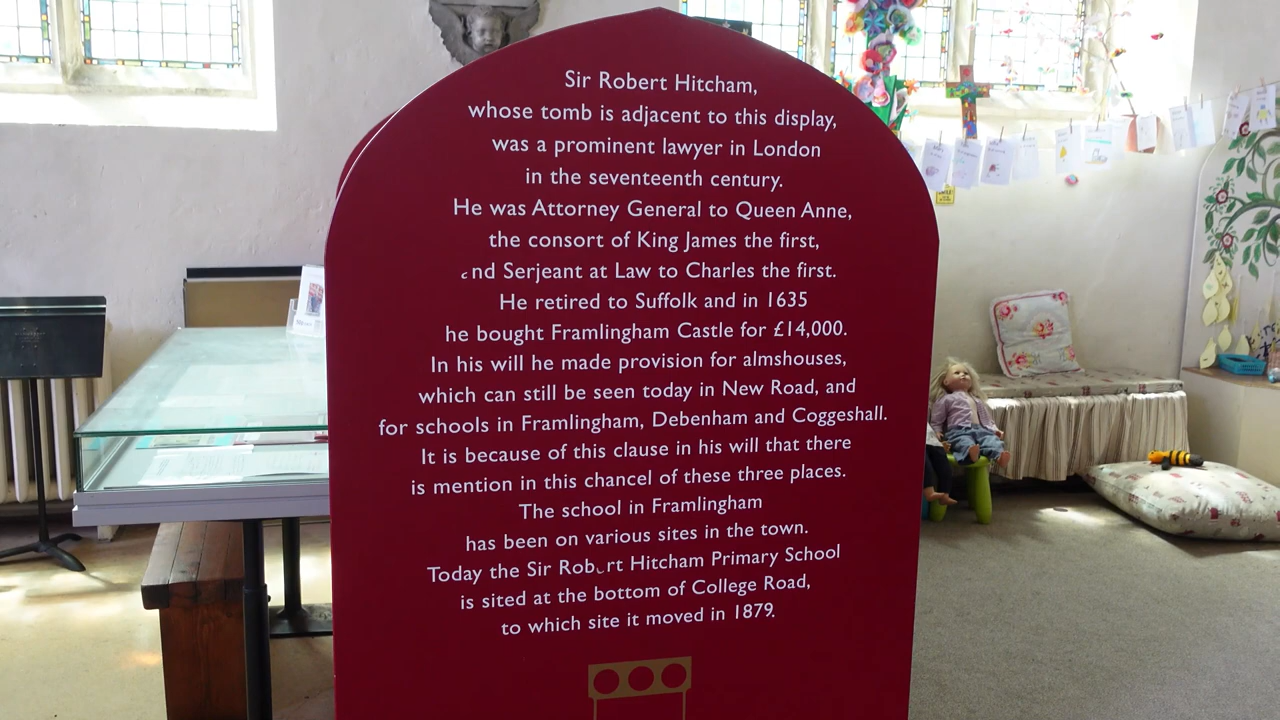 Sir Robert Hitcham,
whose tomb is adjacent to this display,
was a prominent lawyer in London
in the seventeenth century.
He was Attorney General to Queen Anne,
the consort of King James the first,
and Serjeant at Law to Charles the first.
He retired to Suffolk and in 1635
he bought Framlingham Castle for £14,000.
In his will he made provision for almshouses,
which can still be seen today in New Road, and
for schools in Framlingham, Debenham and Coggeshall.
It is because of this clause in his will that there
is mention in this chancel of these three places.
The school in Framlingham
has been on various sites in the town.
Today the Sir Robert Hitcham Primary School
is sited at the bottom of College Road,
to which site it moved in 1879.